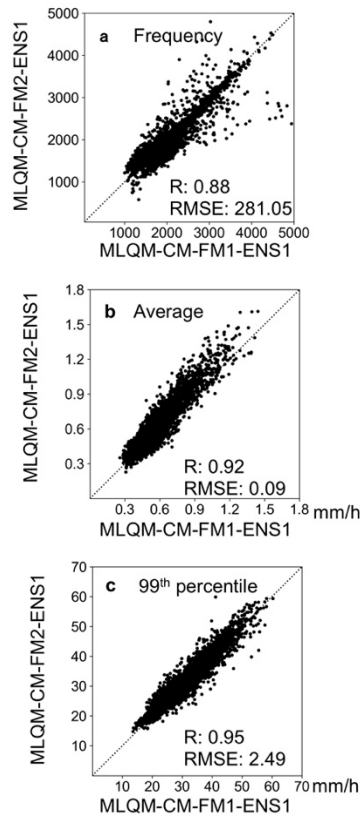 a Frequency
5000
4000
3000
2000
1000
MLQM-CM-FM2-ENS1
R: 0.88
RMSE: 281.05
1000 2000 3000 4000 5000
MLQM-CM-FM1-ENS1
b Average
1.8
1.5
1.2
0.9
0.6
0.3
MLQM-CM-FM2-ENS1
R: 0.92
RMSE: 0.09
0.3 0.6 0.9 1.2 1.5 1.8 mm/h
MLQM-CM-FM1-ENS1
c 99th percentile
70
60
50
40
30
20
10
MLQM-CM-FM2-ENS1
R: 0.95
RMSE: 2.49
10 20 30 40 50 60 70 mm/h
MLQM-CM-FM1-ENS1